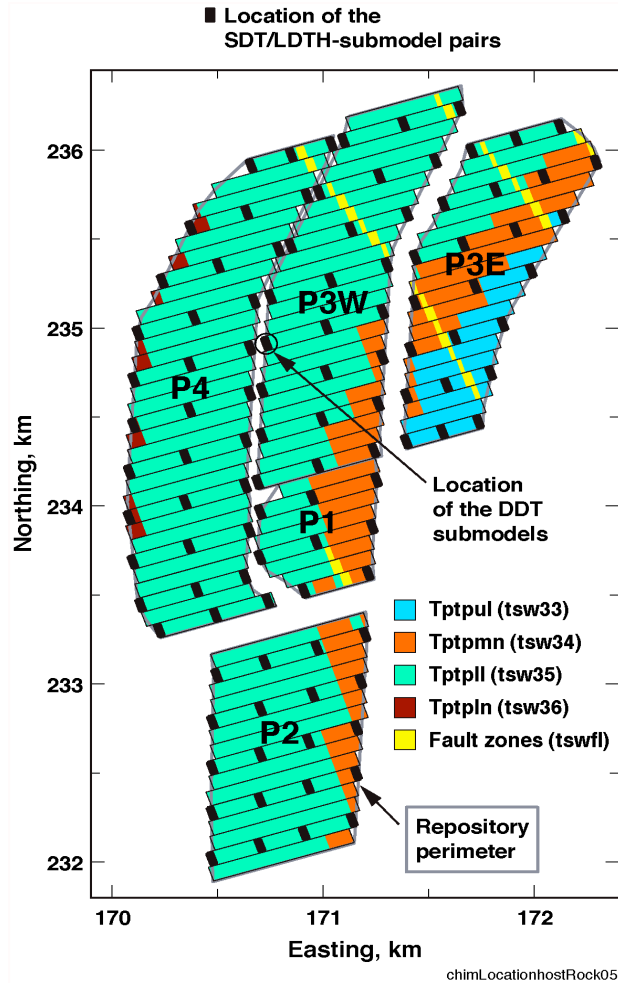 Location of the
SDT/LDTH-submodel pairs
236
235
234
233
232
Northing, km
P3E
P3W
P4
P1
P2
Location
of the DDT
submodels
Tptpul (tsw33)
Tptpmn (tsw34)
Tptpll (tsw35)
Tptpln (tsw36)
Fault zones (tswfl)
Repository
perimeter
170
171
172
Easting, km
chimLocationhostRock05